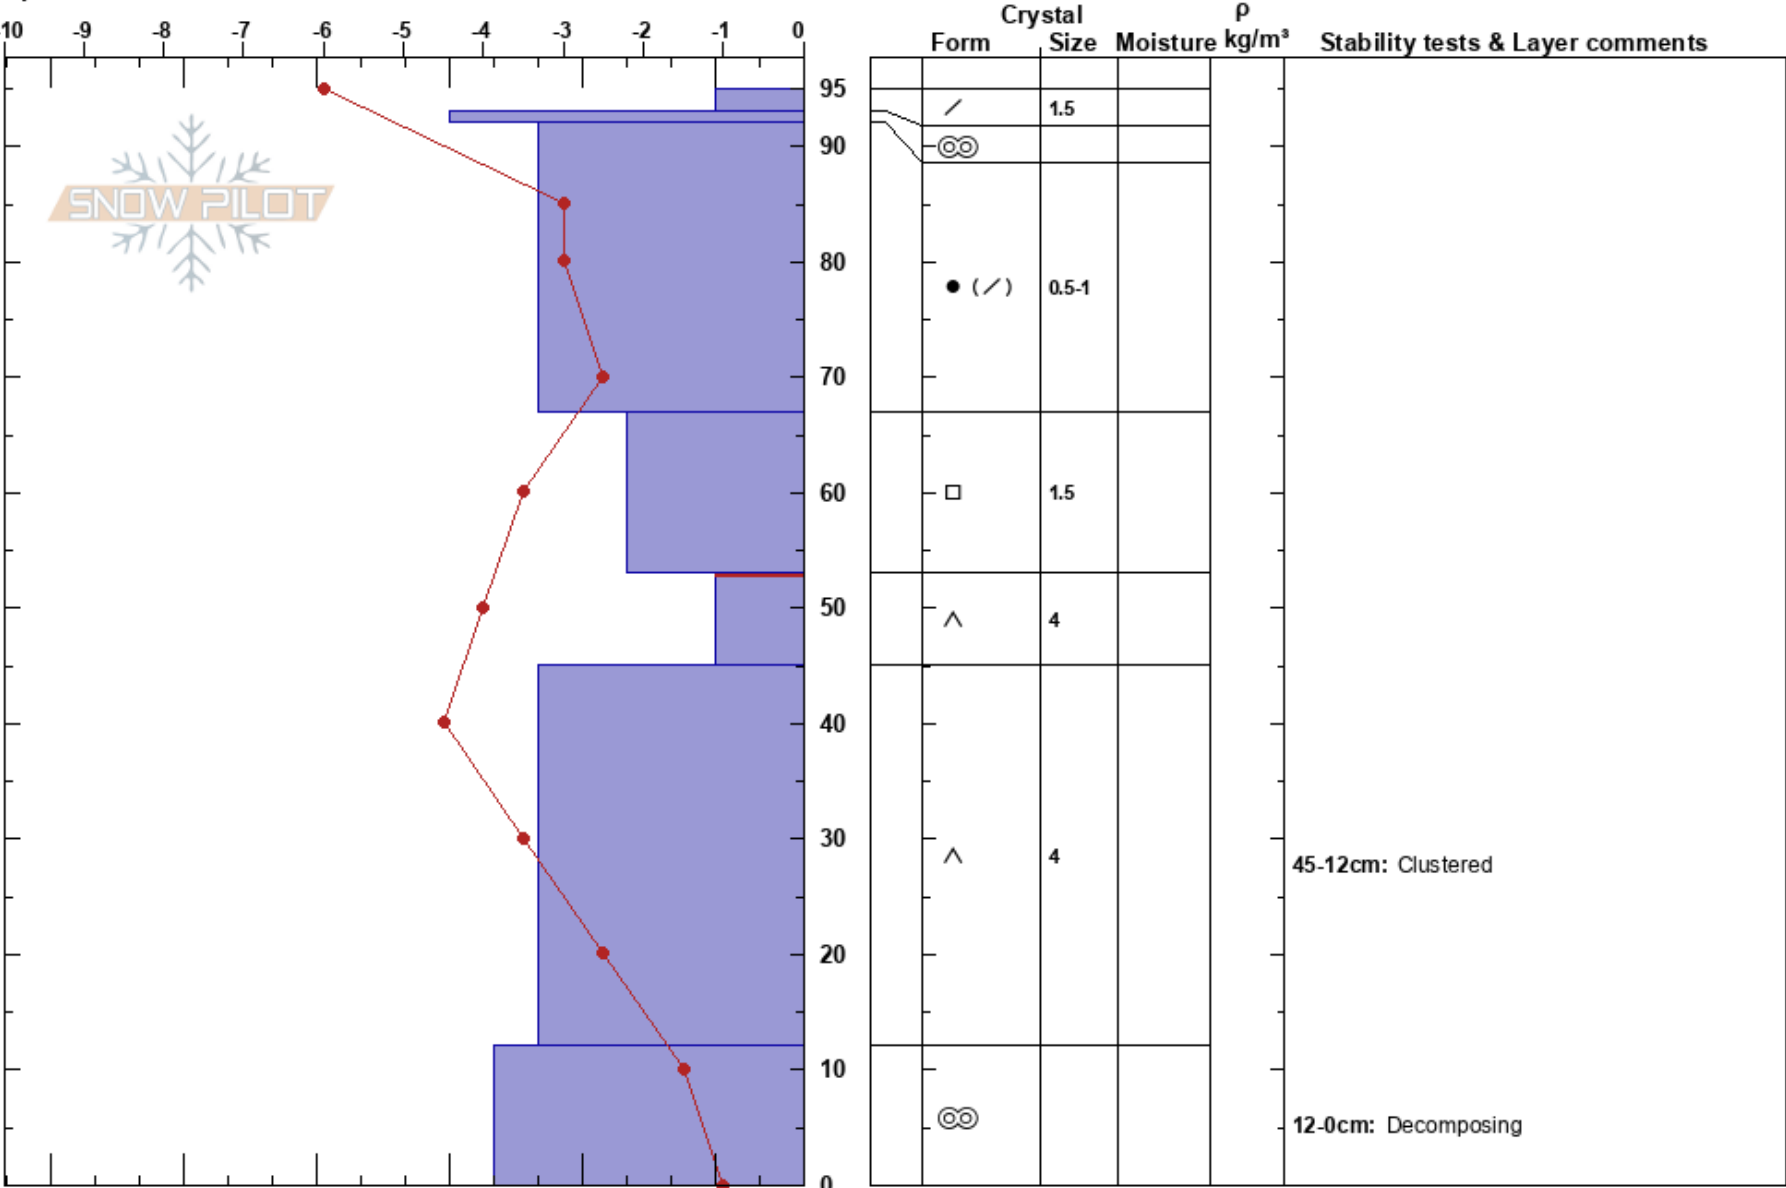 Crystal ρ
-10 -9 -8 -7 -6 -5 -4 -3 -2 -1 0
Form Size Moisture kg/m³ Stability tests & Layer comments
95
1.5
90
SNOW PILOT
80
(/) 0.5-1
70
60 1.5
50 4
40
30
4
45-12cm: Clustered
20
10
12-0cm: Decomposing
0